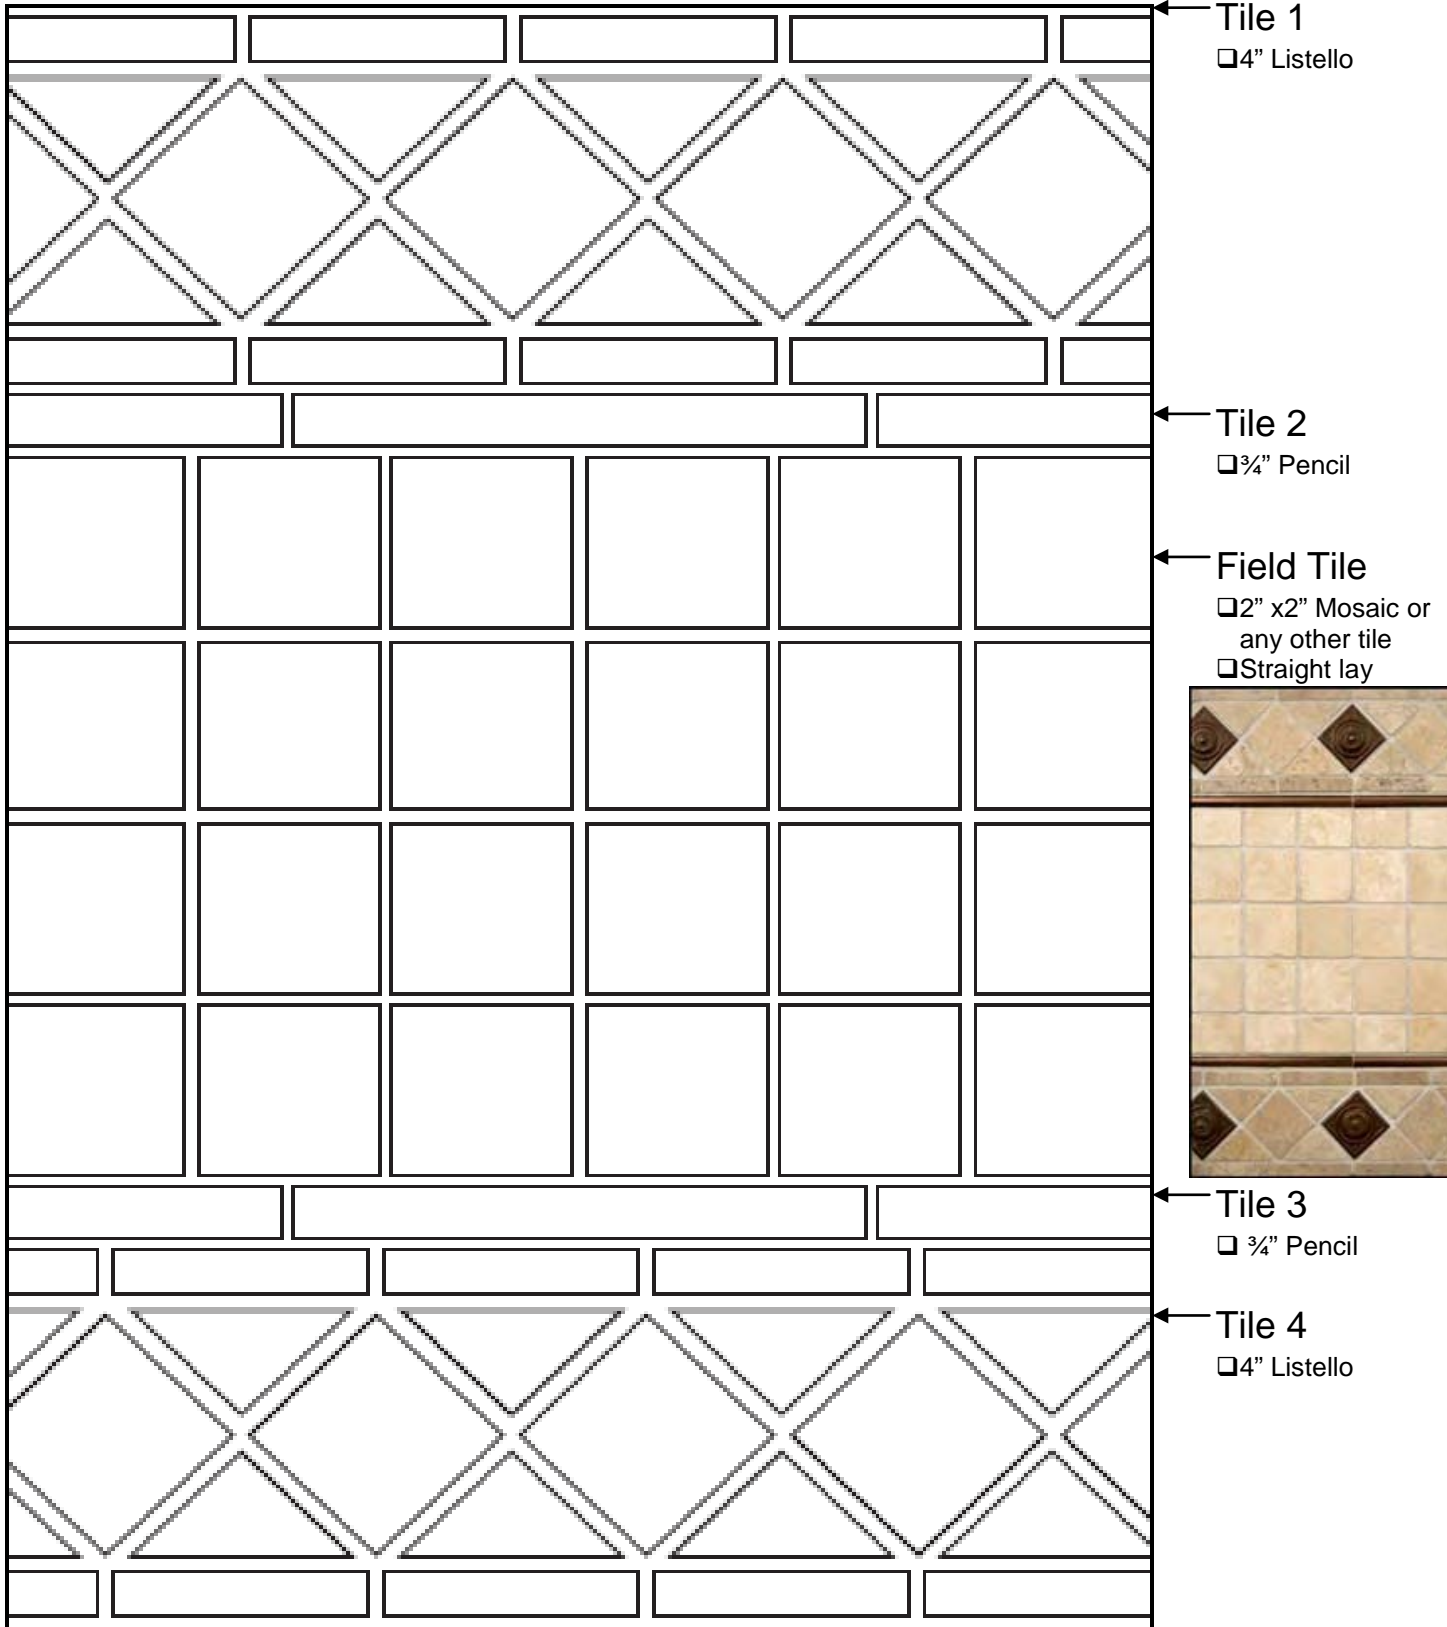 Tile 1
❑4” Listello
Tile 2
❑¾” Pencil
Field Tile
❑2” x2” Mosaic or
any other tile
❑Straight lay
Tile 3
❑ ¾” Pencil
Tile 4
❑4” Listello